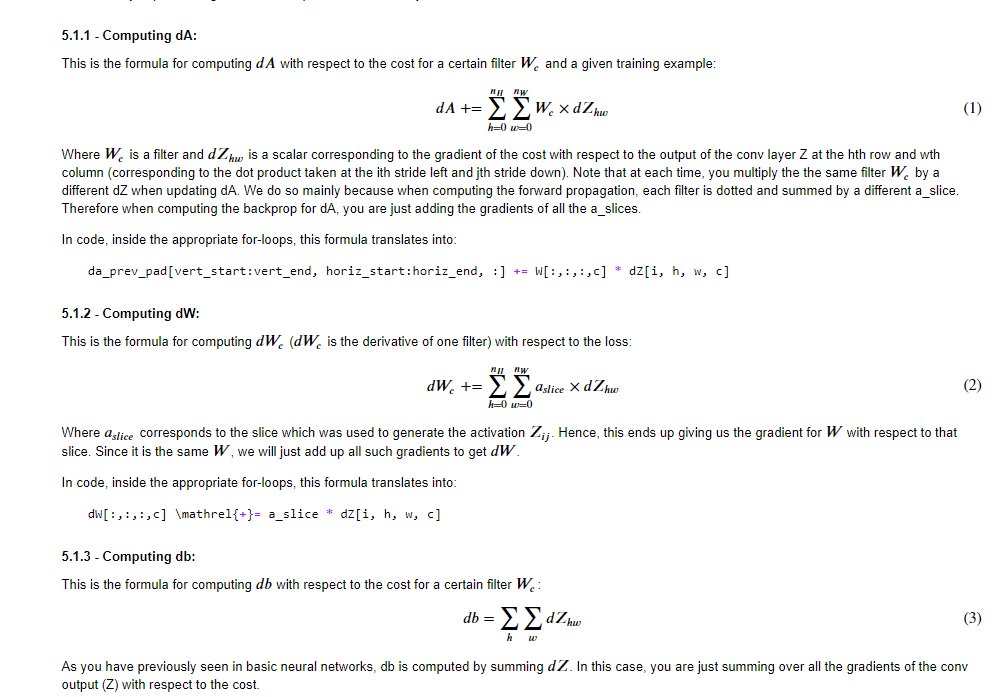 5.1.1 - Computing dA:
This is the formula for computing dA with respect to the cost for a certain filter W_c and a given training example:
dA += ∑_{h=0}^{n_H} ∑_{w=0}^{n_W} W_c × dZ_{hw} (1)
Where W_c is a filter and dZ_{hw} is a scalar corresponding to the gradient of the cost with respect to the output of the conv layer Z at the hth row and wth
column (corresponding to the dot product taken at the ith stride left and jth stride down). Note that at each time, you multiply the the same filter W_c by a
different dZ when updating dA. We do so mainly because when computing the forward propagation, each filter is dotted and summed by a different a_slice.
Therefore when computing the backprop for dA, you are just adding the gradients of all the a_slices.
In code, inside the appropriate for-loops, this formula translates into:
da_prev_pad[vert_start:vert_end, horiz_start:horiz_end, :] += W[:,:,:,c] * dZ[i, h, w, c]
5.1.2 - Computing dW:
This is the formula for computing dW_c (dW_c is the derivative of one filter) with respect to the loss:
dW_c += ∑_{h=0}^{n_H} ∑_{w=0}^{n_W} a_{slice} × dZ_{hw} (2)
Where a_{slice} corresponds to the slice which was used to generate the activation Z_{ij}. Hence, this ends up giving us the gradient for W with respect to that
slice. Since it is the same W, we will just add up all such gradients to get dW.
In code, inside the appropriate for-loops, this formula translates into:
dW[:,:,:,c] \mathrel{+}= a_slice * dZ[i, h, w, c]
5.1.3 - Computing db:
This is the formula for computing db with respect to the cost for a certain filter W_c:
db = ∑_h ∑_w dZ_{hw} (3)
As you have previously seen in basic neural networks, db is computed by summing dZ. In this case, you are just summing over all the gradients of the conv
output (Z) with respect to the cost.